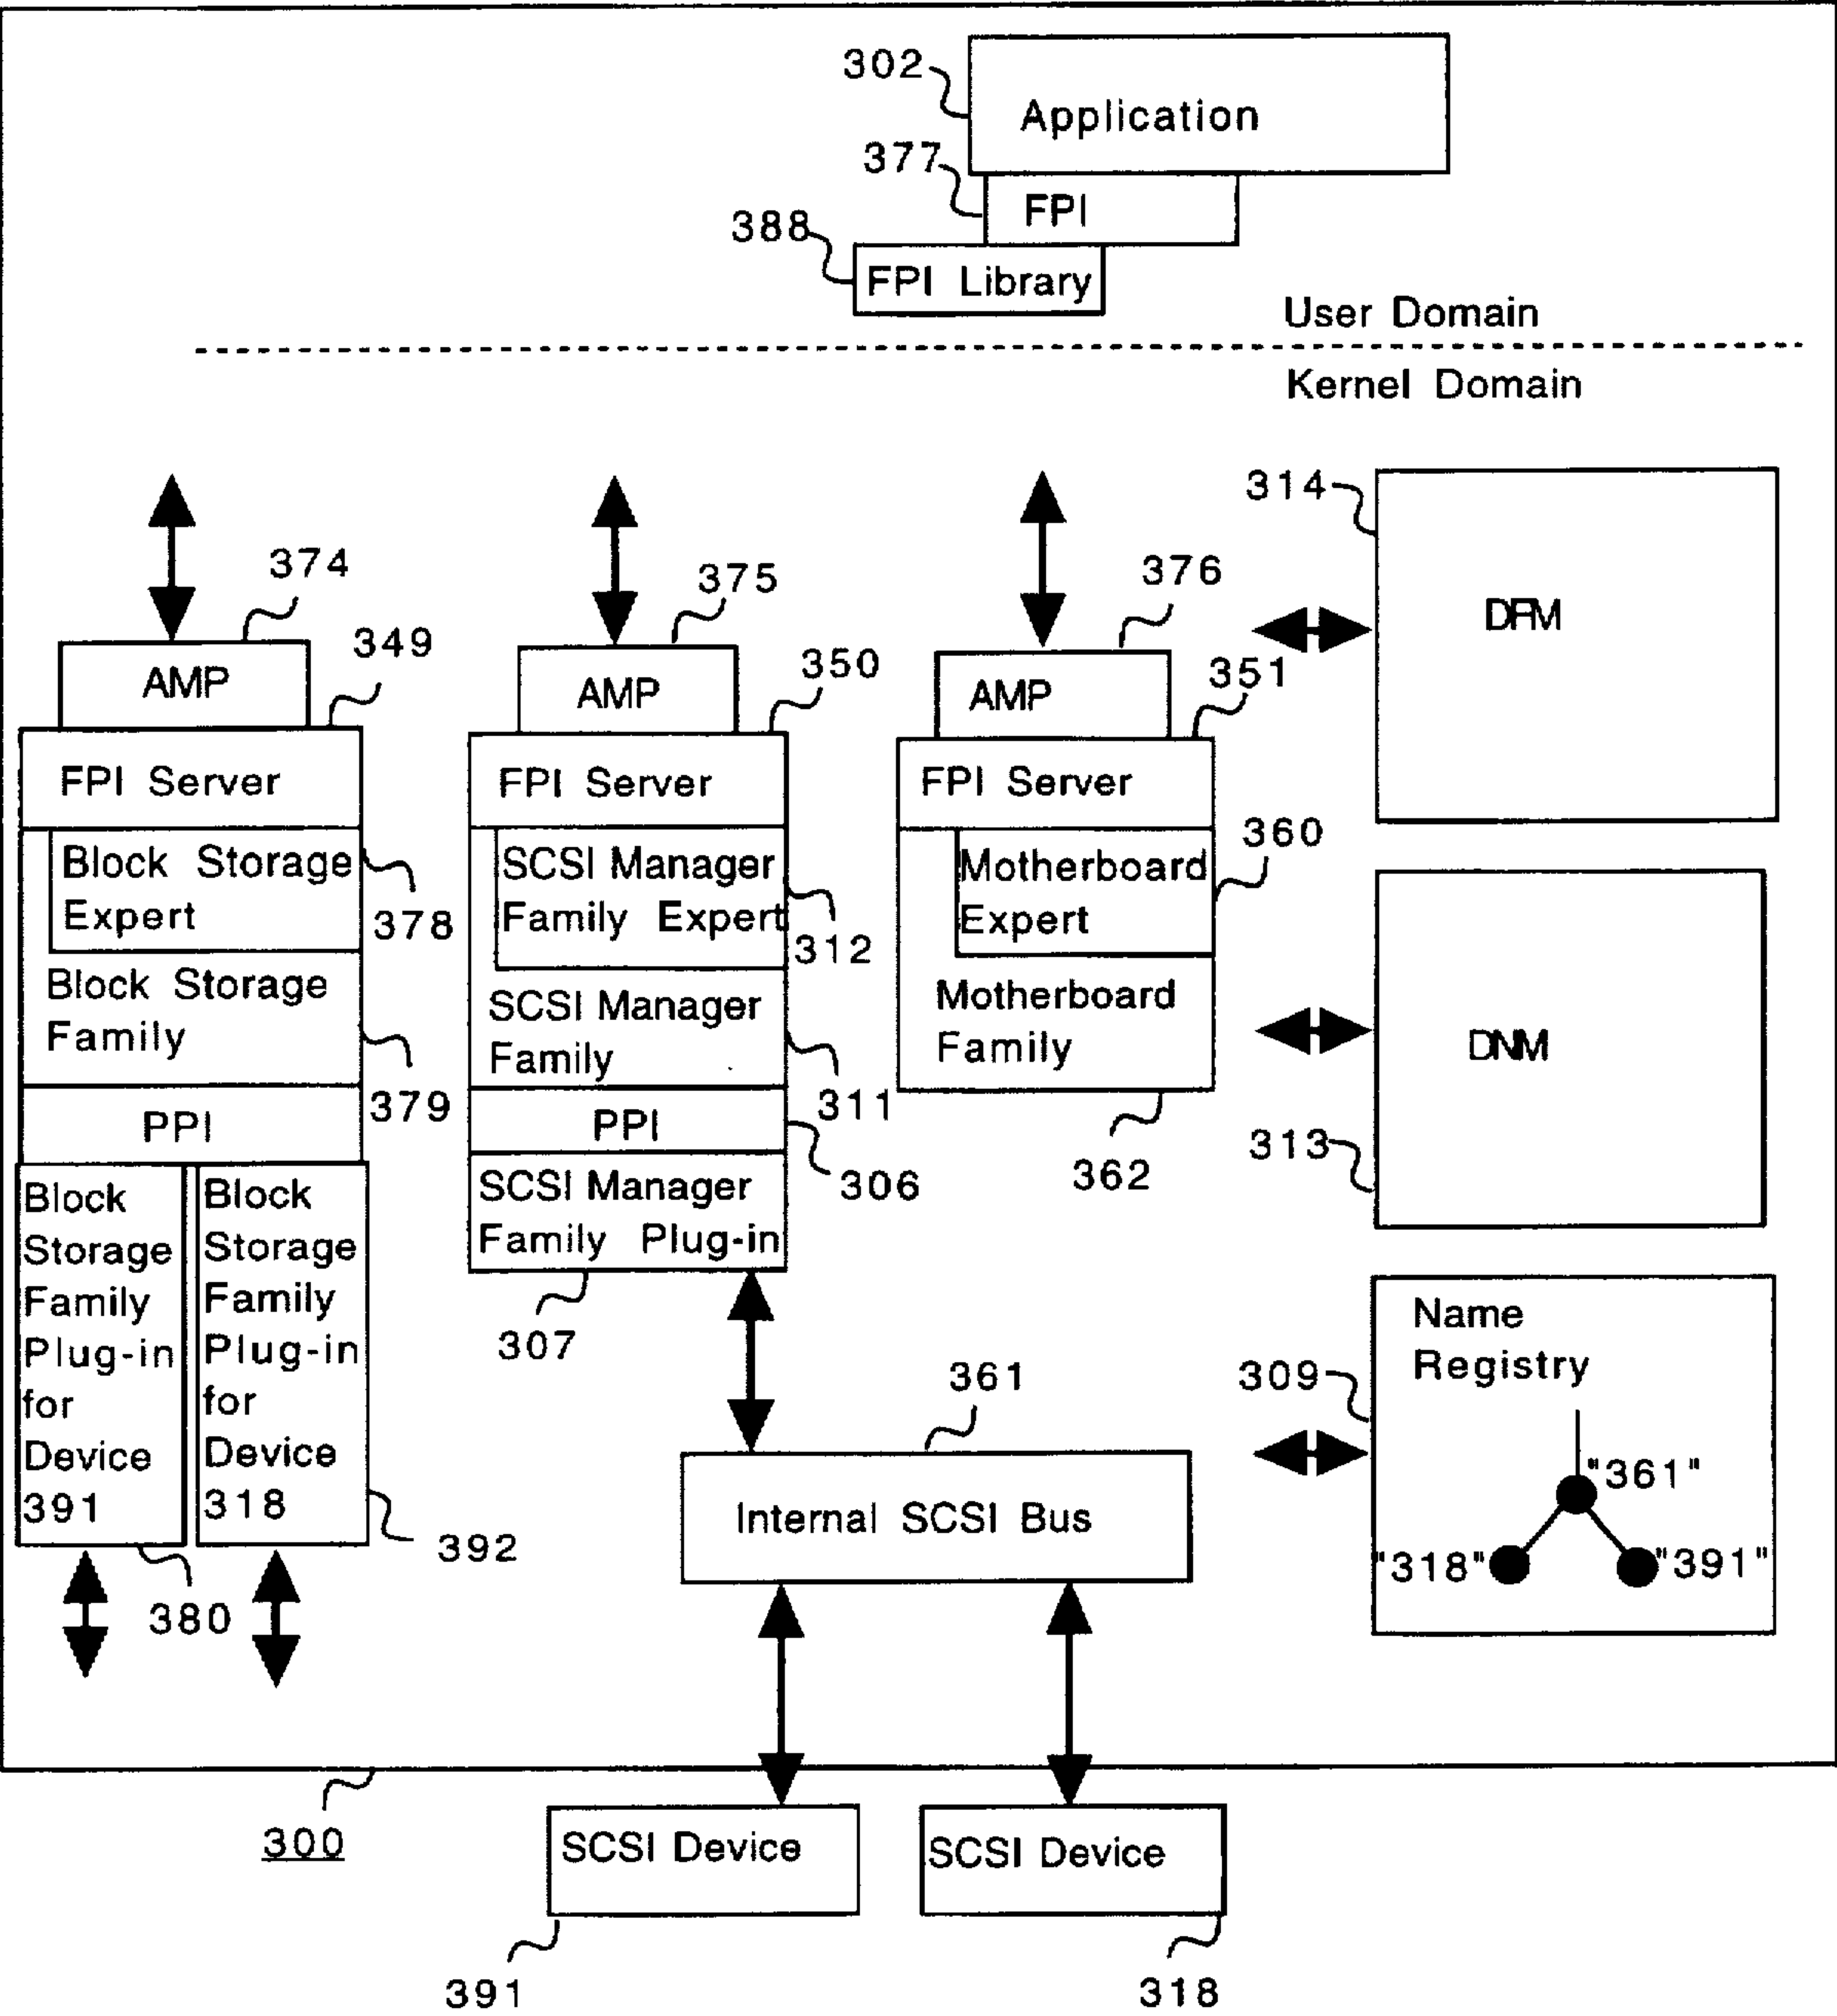 302
Application
377
FPI
388
FPI Library
User Domain
Kernel Domain
314
DFM
374
375
376
349
350
351
AMP
AMP
AMP
FPI Server
FPI Server
FPI Server
Block Storage
Expert
378
SCSI Manager
Family Expert
312
Motherboard
Expert
360
Block Storage
Family
379
SCSI Manager
Family
311
Motherboard
Family
362
DNM
313
PPI
PPI
306
SCSI Manager
Family Plug-in
307
Block
Storage
Family
Plug-in
for
Device
391
Block
Storage
Family
Plug-in
for
Device
318
392
380
361
Internal SCSI Bus
309
Name
Registry
"361"
"318"
"391"
300
SCSI Device
SCSI Device
391
318